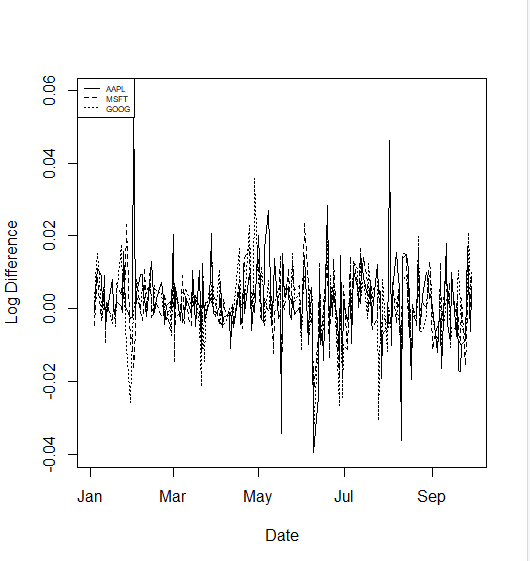 0.06
0.04
0.02
0.00
-0.02
-0.04
Log Difference
AAPL
MSFT
GOOG
Jan Mar May Jul Sep
Date